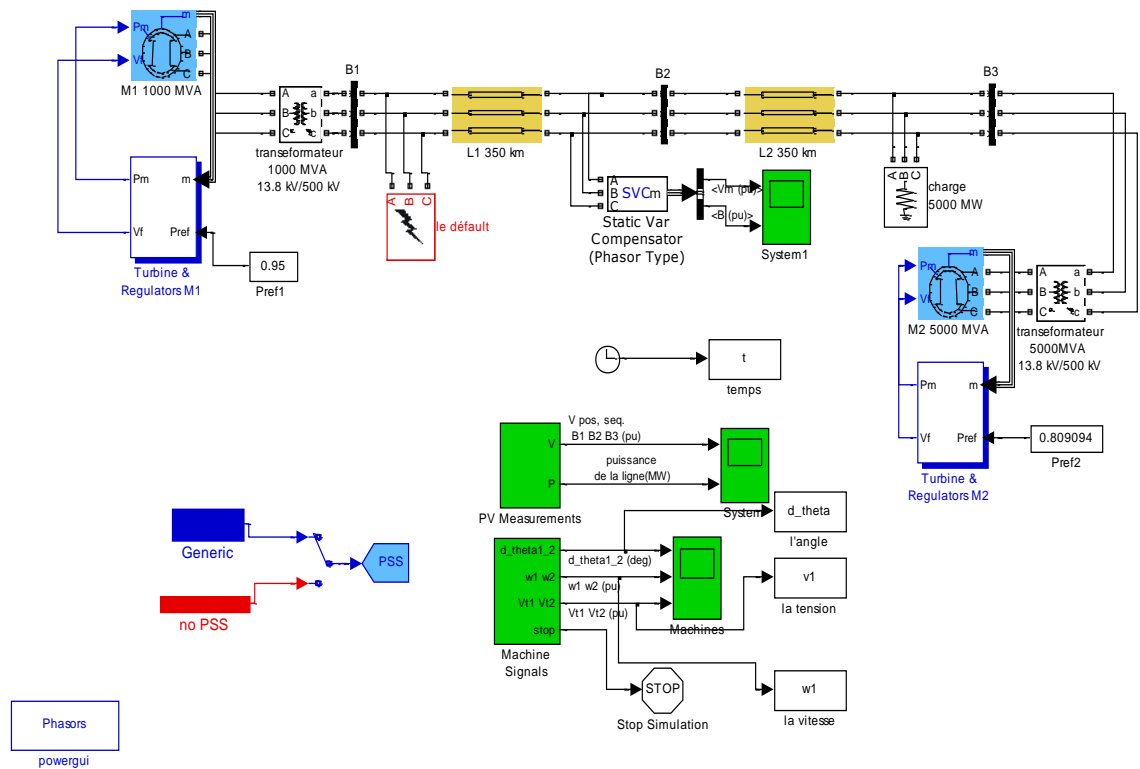 m
Pm
A
Vf
B
C
M1 1000 MVA
A a
B b
C c
transeformateur
1000 MVA
13.8 kV/500 kV
B1
L1 350 km
B2
L2 350 km
B3
Pm m
Vf Pref
Turbine &
Regulators M1
0.95
Pref1
A B C
le défault
A
B
C
SVC m
Static Var
Compensator
(Phasor Type)
<Vm (pu)>
<B (pu)>
System1
A B C
charge
5000 MW
m
Pm
A
Vf
B
C
M2 5000 MVA
A a
B b
C c
transeformateur
5000MVA
13.8 kV/500 kV
Pm m
Vf Pref
Turbine &
Regulators M2
0.809094
Pref2
t
temps
V pos, seq.
B1 B2 B3 (pu)
V
puissance
de la ligne(MW)
P
PV Measurements
System
d_theta
l'angle
d_theta1_2
d_theta1_2 (deg)
w1 w2
w1 w2 (pu)
Vt1 Vt2
Vt1 Vt2 (pu)
stop
Machine
Signals
Machines
v1
la tension
STOP
Stop Simulation
w1
la vitesse
Generic
PSS
no PSS
Phasors
powergui